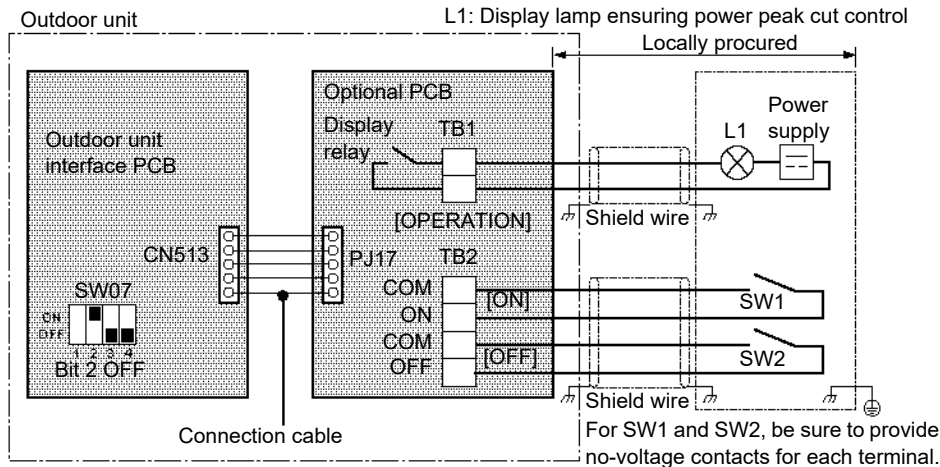 Outdoor unit
L1: Display lamp ensuring power peak cut control
Locally procured
Outdoor unit
interface PCB
Optional PCB
Display
relay
TB1
L1
Power
supply
[OPERATION]
Shield wire
CN513
PJ17
TB2
COM
ON
COM
OFF
[ON]
[OFF]
SW1
SW2
SW07
ON
OFF
1 2 3 4
Bit 2 OFF
Shield wire
Connection cable
For SW1 and SW2, be sure to provide
no-voltage contacts for each terminal.